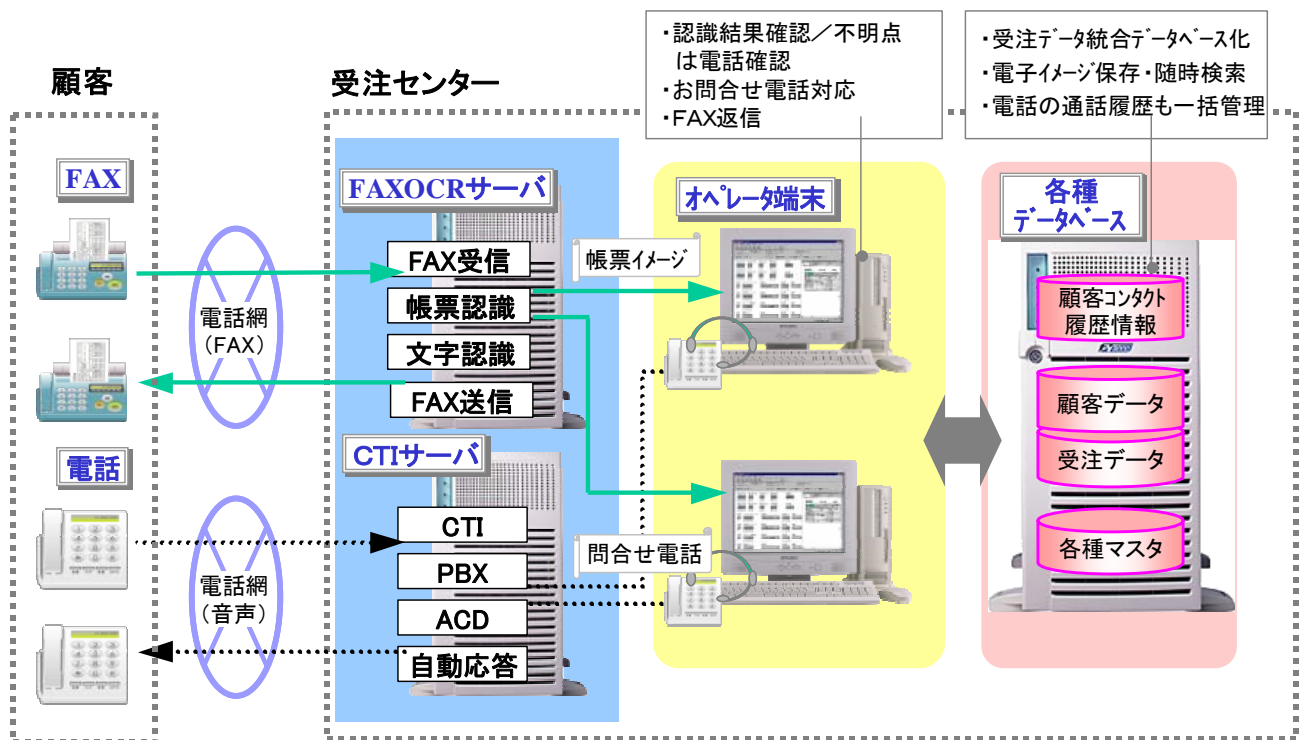 ・認識結果確認／不明点
は電話確認
・お問合せ電話対応
・FAX返信
・受注ﾃﾞｰﾀ統合ﾃﾞｰﾀﾍﾞｰｽ化
・電子ｲﾒｰｼﾞ保存・随時検索
・電話の通話履歴も一括管理
顧客
受注センター
FAX
電話網
（FAX）
電話
電話網
（音声）
FAXOCRサーバ
FAX受信
帳票認識
文字認識
FAX送信
CTIサーバ
CTI
PBX
ACD
自動応答
ｵﾍﾟﾚｰﾀ端末
帳票ｲﾒｰｼﾞ
問合せ電話
各種
ﾃﾞｰﾀﾍﾞｰｽ
顧客ｺﾝﾀｸﾄ
履歴情報
顧客データ
受注データ
各種マスタ